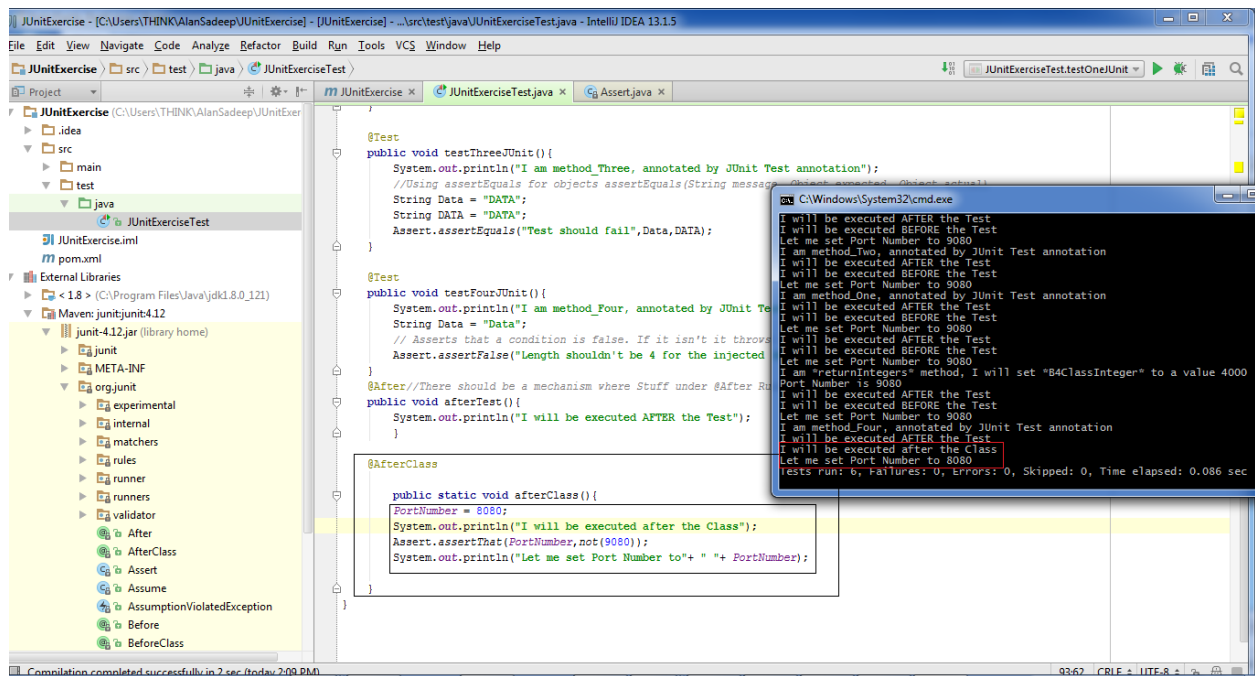 JUnitExercise - [C:\Users\THINK\AlanSadeep\JUnitExercise] - [JUnitExercise] - ...\src\test\java\JUnitExerciseTest.java - IntelliJ IDEA 13.1.5
File Edit View Navigate Code Analyze Refactor Build Run Tools VCS Window Help
JUnitExercise src test java JUnitExerciseTest
JUnitExerciseTest.testOneJUnit
Project
JUnitExercise JUnitExerciseTest.java Assert.java
JUnitExercise (C:\Users\THINK\AlanSadeep\JUnitExer
.idea
src
main
test
java
JUnitExerciseTest
JUnitExercise.iml
pom.xml
External Libraries
< 1.8 > (C:\Program Files\Java\jdk1.8.0_121)
Maven: junit:junit:4.12
junit-4.12.jar (library home)
junit
META-INF
org.junit
experimental
internal
matchers
rules
runner
runners
validator
After
AfterClass
Assert
Assume
AssumptionViolatedException
Before
BeforeClass
}
@Test
public void testThreeJUnit(){
System.out.println("I am method_Three, annotated by JUnit Test annotation");
//Using assertEquals for objects assertEquals(String message, Object expected, Object actual)
String Data = "DATA";
String DATA = "DATA";
Assert.assertEquals("Test should fail",Data,DATA);
}
@Test
public void testFourJUnit(){
System.out.println("I am method_Four, annotated by JUnit Te
String Data = "Data";
// Asserts that a condition is false. If it isn't it throws
Assert.assertFalse("Length shouldn't be 4 for the injected
}
@After//There should be a mechanism where Stuff under @After Ru
public void afterTest(){
System.out.println("I will be executed AFTER the Test");
}
@AfterClass
public static void afterClass(){
PortNumber = 8080;
System.out.println("I will be executed after the Class");
Assert.assertThat(PortNumber,not(9080));
System.out.println("Let me set Port Number to"+ " "+ PortNumber);
}
}
C:\Windows\System32\cmd.exe
I will be executed AFTER the Test
I will be executed BEFORE the Test
Let me set Port Number to 9080
I am method_Two, annotated by JUnit Test annotation
I will be executed AFTER the Test
I will be executed BEFORE the Test
Let me set Port Number to 9080
I am method_One, annotated by JUnit Test annotation
I will be executed AFTER the Test
I will be executed BEFORE the Test
Let me set Port Number to 9080
I will be executed AFTER the Test
I will be executed BEFORE the Test
Let me set Port Number to 9080
I am *returnIntegers* method, I will set *B4ClassInteger* to a value 4000
Port Number is 9080
I will be executed AFTER the Test
I will be executed BEFORE the Test
Let me set Port Number to 9080
I am method_Four, annotated by JUnit Test annotation
I will be executed AFTER the Test
I will be executed after the Class
Let me set Port Number to 8080
Tests run: 6, Failures: 0, Errors: 0, Skipped: 0, Time elapsed: 0.086 sec
Compilation completed successfully in 2 sec (today 2:09 PM)
93:62 CRLF UTF-8